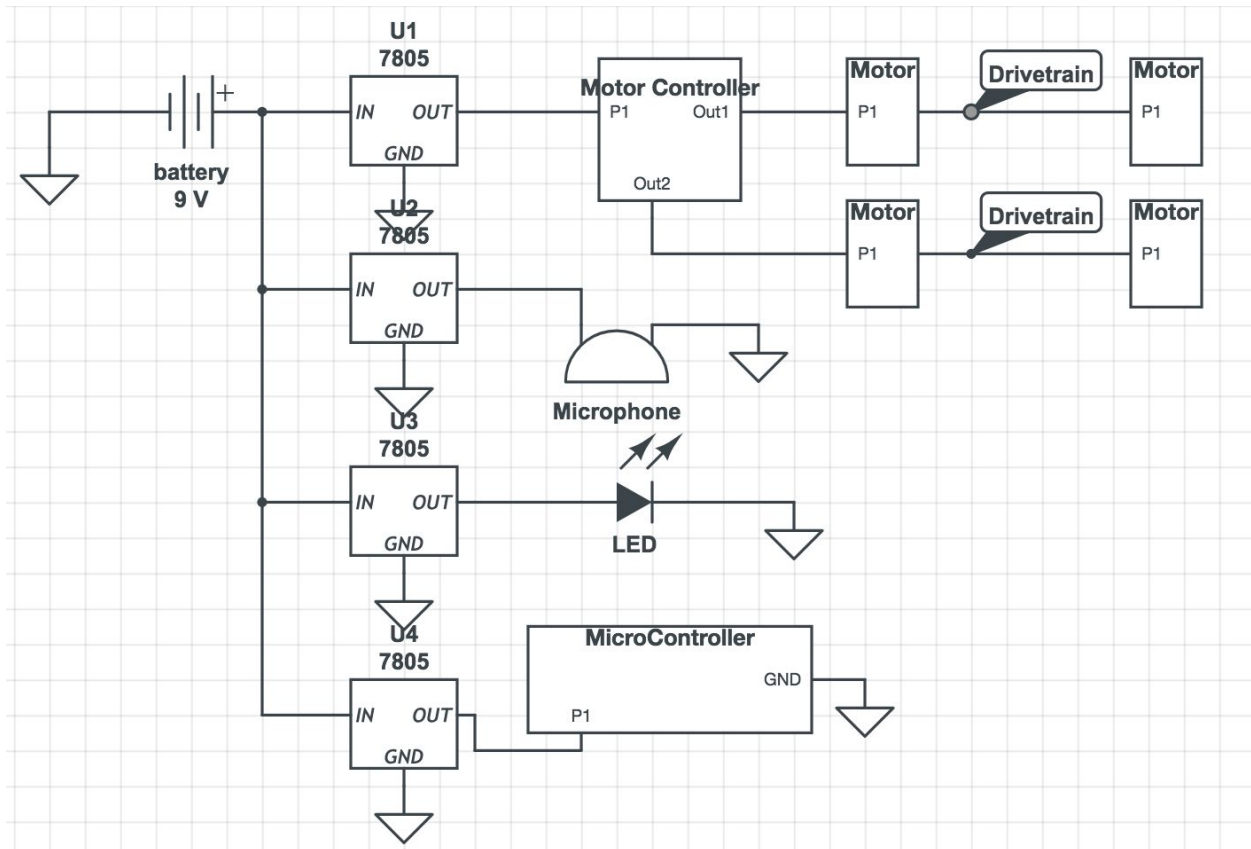 U1
7805
IN OUT
GND
+
battery
9 V
Motor Controller
P1 Out1
Out2
Motor
P1
Drivetrain
Motor
P1
Motor
P1
Drivetrain
Motor
P1
U2
7805
IN OUT
GND
Microphone
U3
7805
IN OUT
GND
LED
U4
7805
IN OUT
GND
MicroController
GND
P1